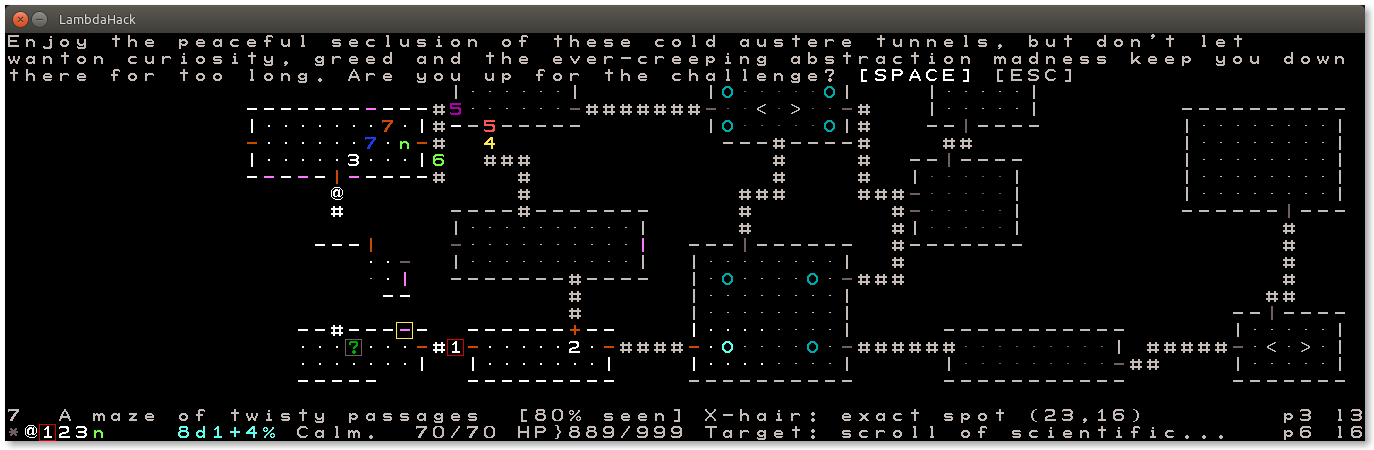 LambdaHack
Enjoy the peaceful seclusion of these cold austere tunnels, but don't let
wanton curiosity, greed and the ever-creeping abstraction madness keep you down
there for too long. Are you up for the challenge? [SPACE] [ESC]
7 A maze of twisty passages [80% seen] X-hair: exact spot (23,16) p3 l3
*@123n 8d1+4% Calm. 70/70 HP}889/999 Target: scroll of scientific... p6 l6